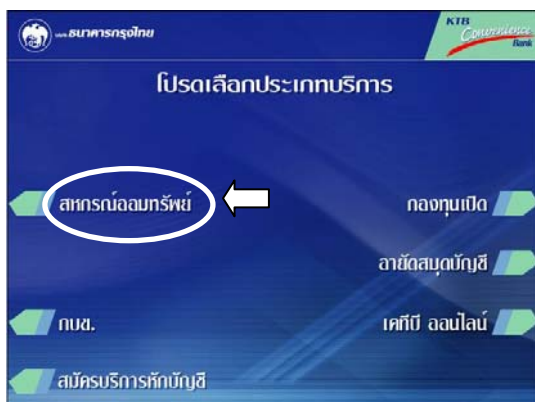 บมจ.ธนาคารกรุงไทย
KTB
Convenience
Bank
โปรดเลือกประเภทบริการ
สหกรณ์ออมทรัพย์
กองทุนเปิด
อายัดสมุดบัญชี
กบข.
เคทีบี ออนไลน์
สมัครบริการหักบัญชี